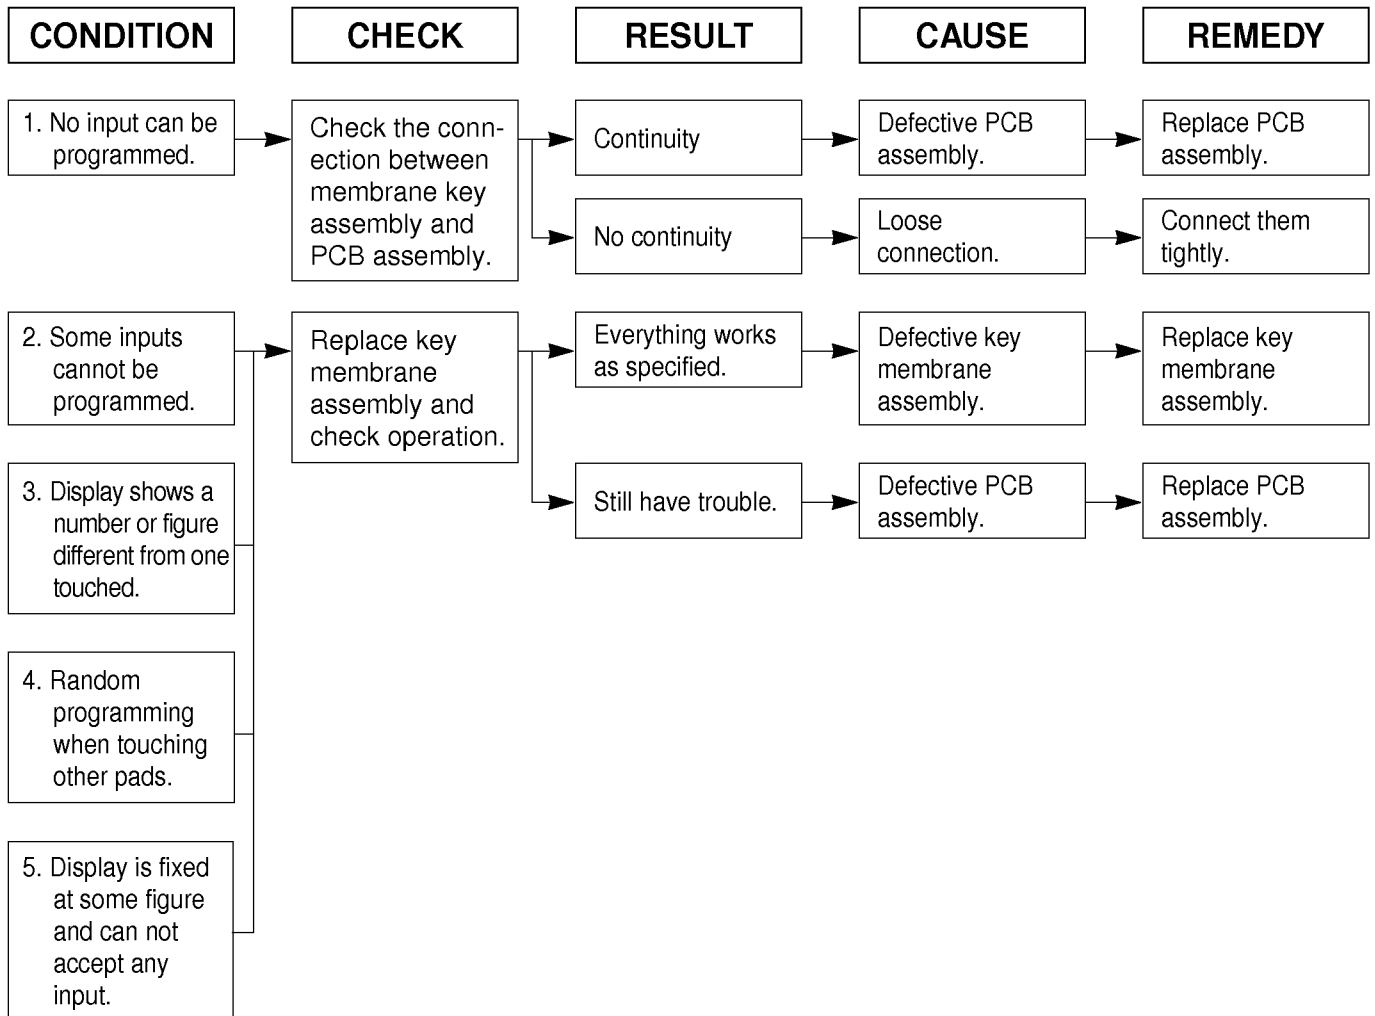 CONDITION
CHECK
RESULT
CAUSE
REMEDY
1. No input can be
programmed.
Check the conn-
ection between
membrane key
assembly and
PCB assembly.
Continuity
Defective PCB
assembly.
Replace PCB
assembly.
No continuity
Loose
connection.
Connect them
tightly.
2. Some inputs
cannot be
programmed.
Replace key
membrane
assembly and
check operation.
Everything works
as specified.
Defective key
membrane
assembly.
Replace key
membrane
assembly.
Still have trouble.
Defective PCB
assembly.
Replace PCB
assembly.
3. Display shows a
number or figure
different from one
touched.
4. Random
programming
when touching
other pads.
5. Display is fixed
at some figure
and can not
accept any
input.